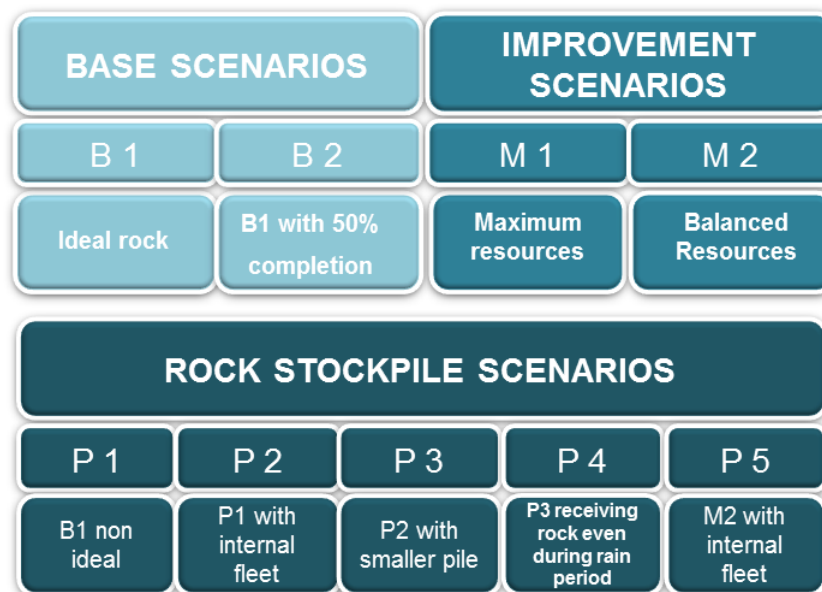 BASE SCENARIOS
IMPROVEMENT
SCENARIOS
B 1
B 2
M 1
M 2
Ideal rock
B1 with 50%
completion
Maximum
resources
Balanced
Resources
ROCK STOCKPILE SCENARIOS
P 1
P 2
P 3
P 4
P 5
B1 non
ideal
P1 with
internal
fleet
P2 with
smaller pile
P3 receiving
rock even
during rain
period
M2 with
internal
fleet